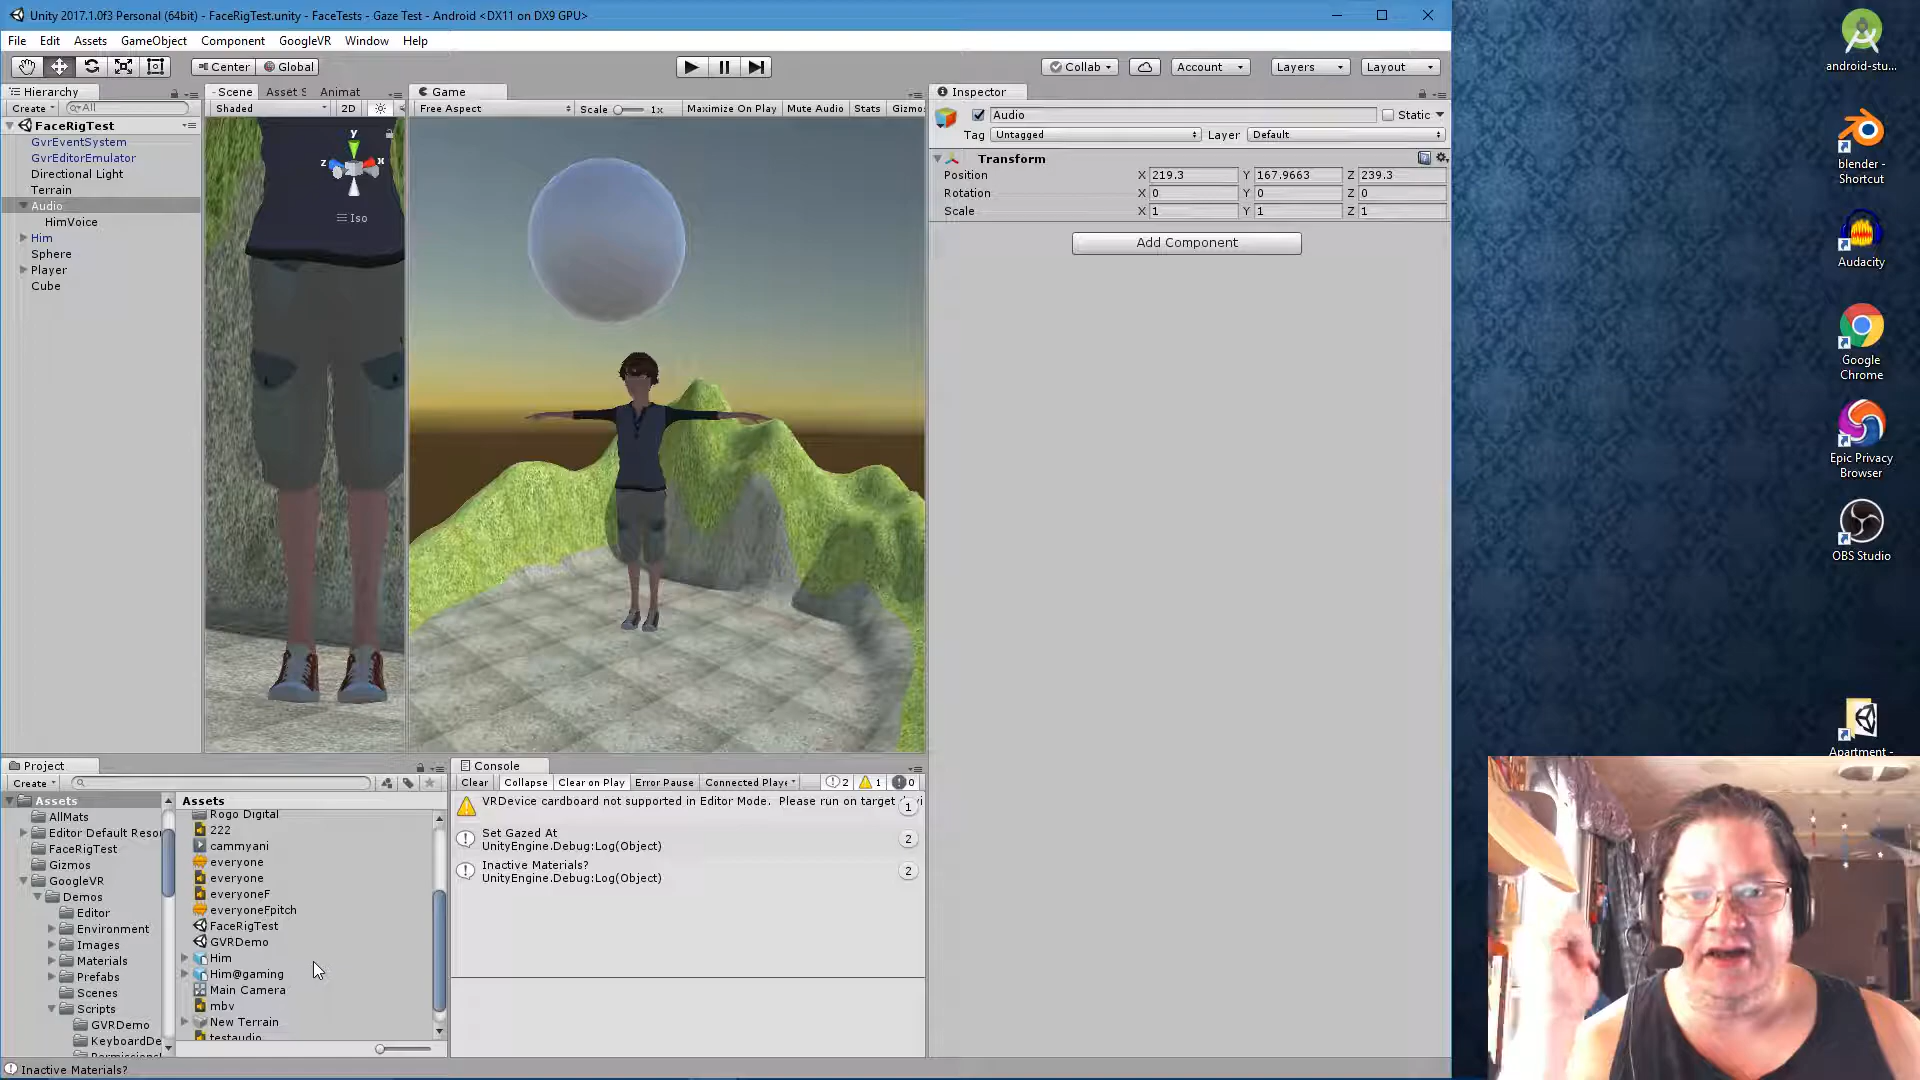 Unity 2017.1.0f3 Personal (64bit) - FaceRigTest.unity - FaceTests - Gaze Test - Android <DX11 on DX9 GPU>
File Edit Assets GameObject Component GoogleVR Window Help
Center Global Collab Account Layers Layout
Hierarchy
Create All
FaceRigTest
GvrEventSystem
GvrEditorEmulator
Directional Light
Terrain
Audio
HimVoice
Him
Sphere
Player
Cube
Scene Asset S Animat
Shaded 2D
y
z x
Iso
Game
Free Aspect Scale 1x Maximize On Play Mute Audio Stats Gizmo
Inspector
Audio Static
Tag Untagged Layer Default
Transform
Position X 219.3 Y 167.9663 Z 239.3
Rotation X 0 Y 0 Z 0
Scale X 1 Y 1 Z 1
Add Component
Project
Create
Assets
AllMats
Editor Default Reso
FaceRigTest
Gizmos
GoogleVR
Demos
Editor
Environment
Images
Materials
Prefabs
Scenes
Scripts
GVRDemo
KeyboardDe
Permissions
Assets
Rogo Digital
222
cammyani
everyone
everyone
everyoneF
everyoneFpitch
FaceRigTest
GVRDemo
Him
Him@gaming
Main Camera
mbv
New Terrain
testaudio
Console
Clear Collapse Clear on Play Error Pause Connected Playe 2 1 0
VRDevice cardboard not supported in Editor Mode. Please run on target 1
Set Gazed At
UnityEngine.Debug:Log(Object) 2
Inactive Materials?
UnityEngine.Debug:Log(Object) 2
Inactive Materials?
android-stu...
blender -
Shortcut
Audacity
Google
Chrome
Epic Privacy
Browser
OBS Studio
Apartment -